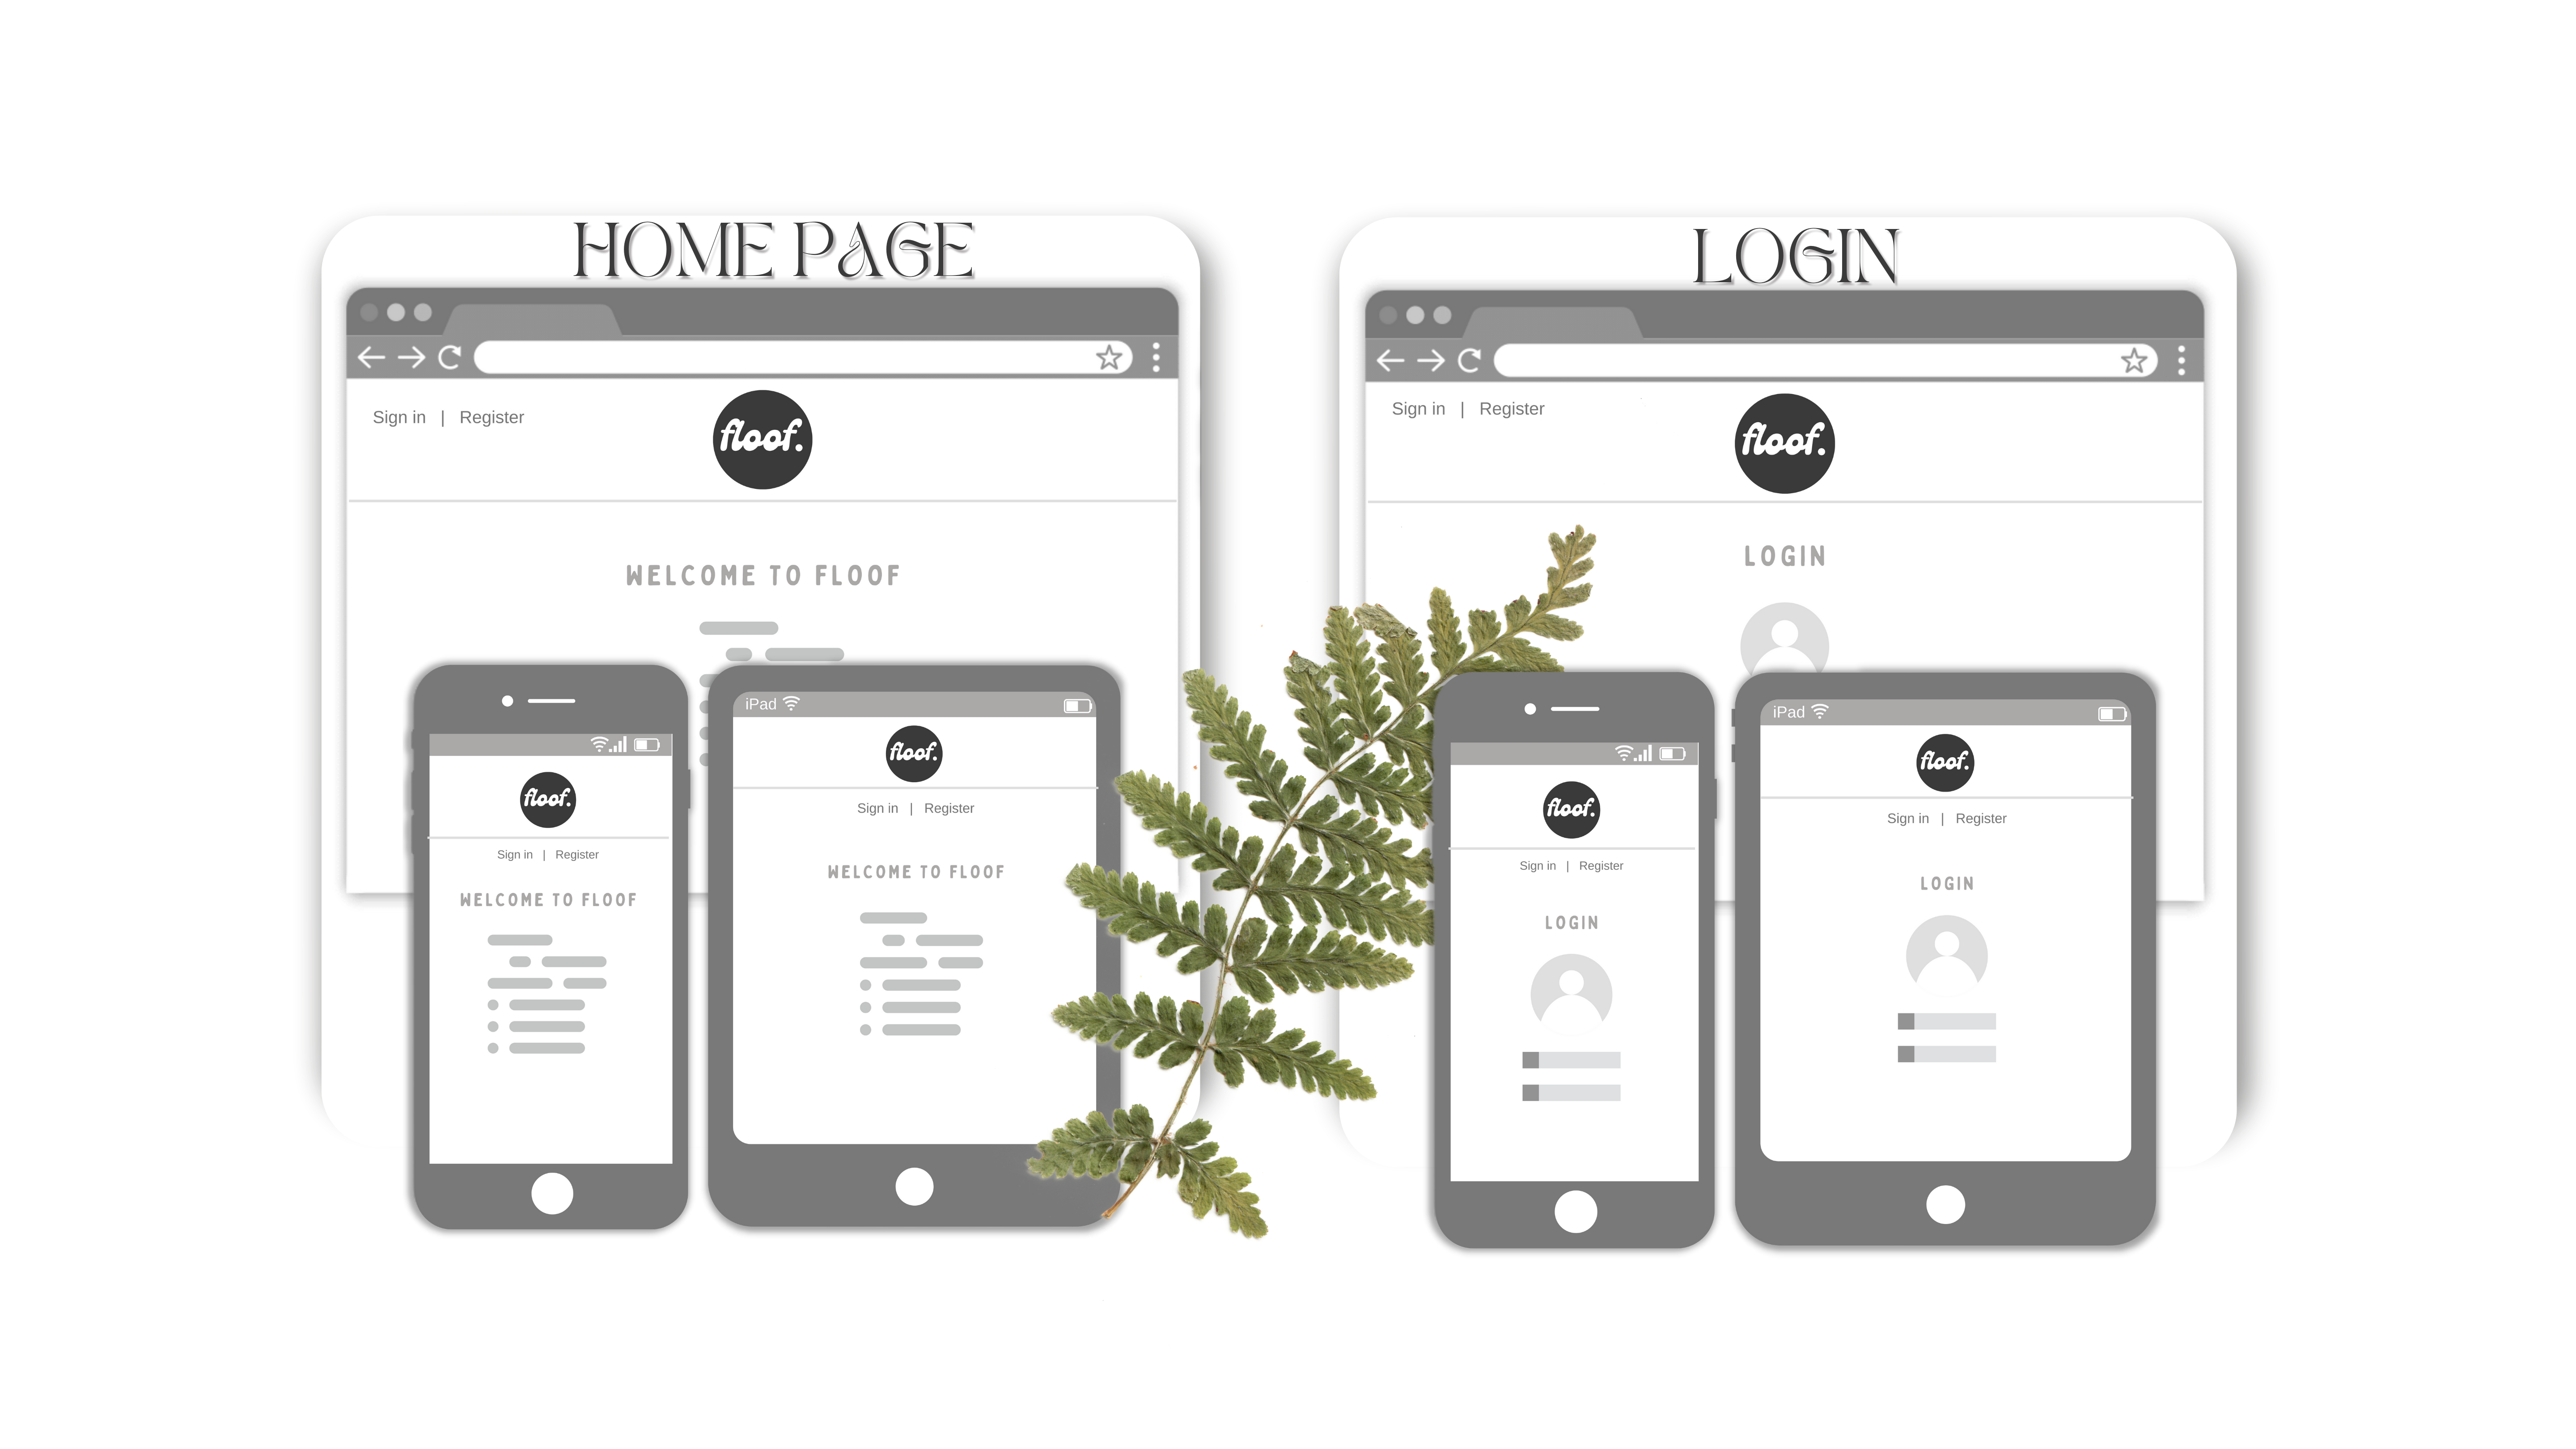 HOME PAGE
Sign in | Register
floof.
WELCOME TO FLOOF
floof.
Sign in | Register
WELCOME TO FLOOF
iPad
floof.
Sign in | Register
WELCOME TO FLOOF
LOGIN
Sign in | Register
floof.
LOGIN
floof.
Sign in | Register
LOGIN
iPad
floof.
Sign in | Register
LOGIN